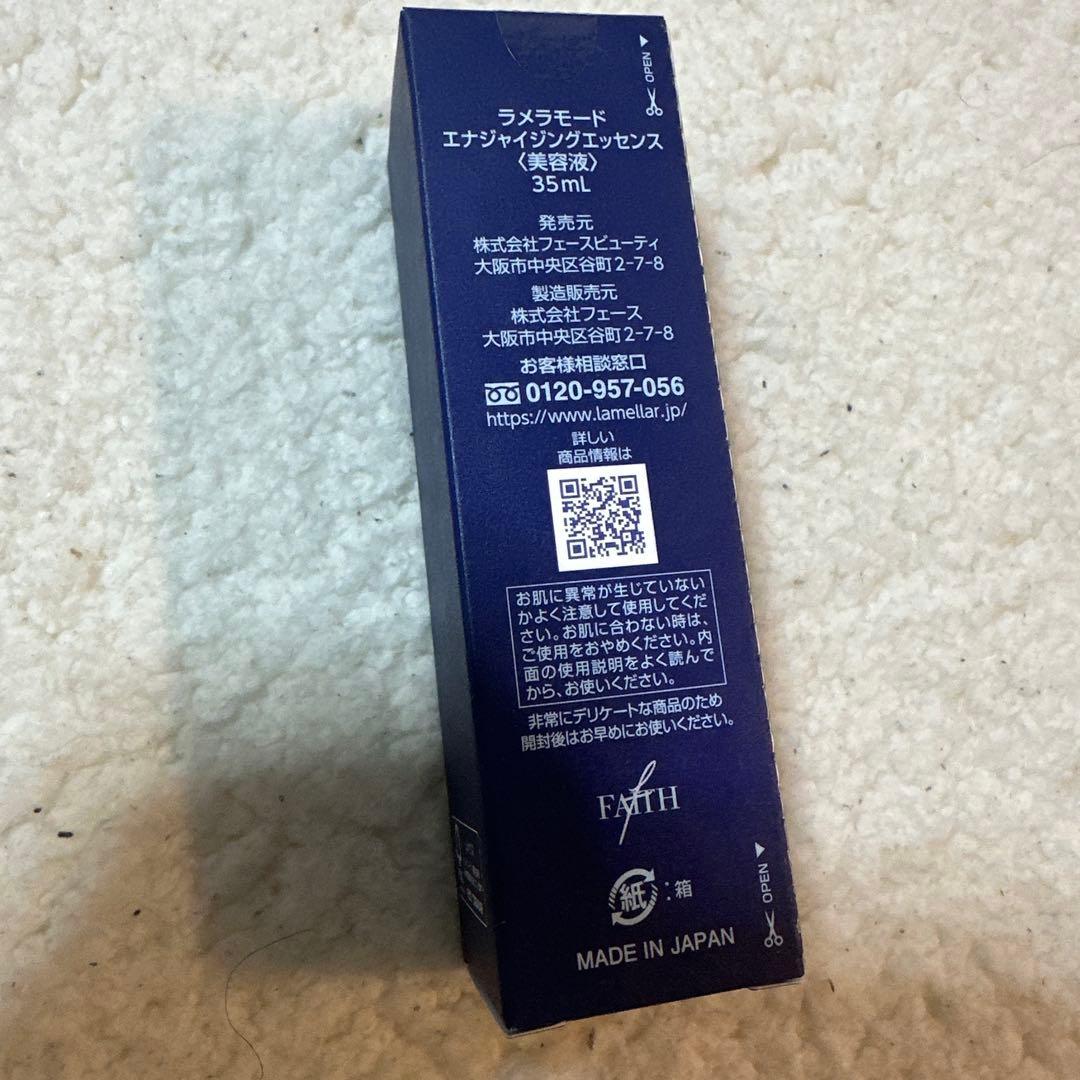 OPEN
ラメラモード
エナジャイジングエッセンス
〈美容液〉
35mL
発売元
株式会社フェースビューティ
大阪市中央区谷町2-7-8
製造販売元
株式会社フェース
大阪市中央区谷町2-7-8
お客様相談窓口
0120-957-056
https://www.lamellar.jp/
詳しい
商品情報は
お肌に異常が生じていない
かよく注意して使用してくだ
さい。お肌に合わない時は、
ご使用をおやめください。内
面の使用説明をよく読んで
から、お使いください。
非常にデリケートな商品のため
開封後はお早めにお使いください。
FAITH
紙:箱
OPEN
MADE IN JAPAN